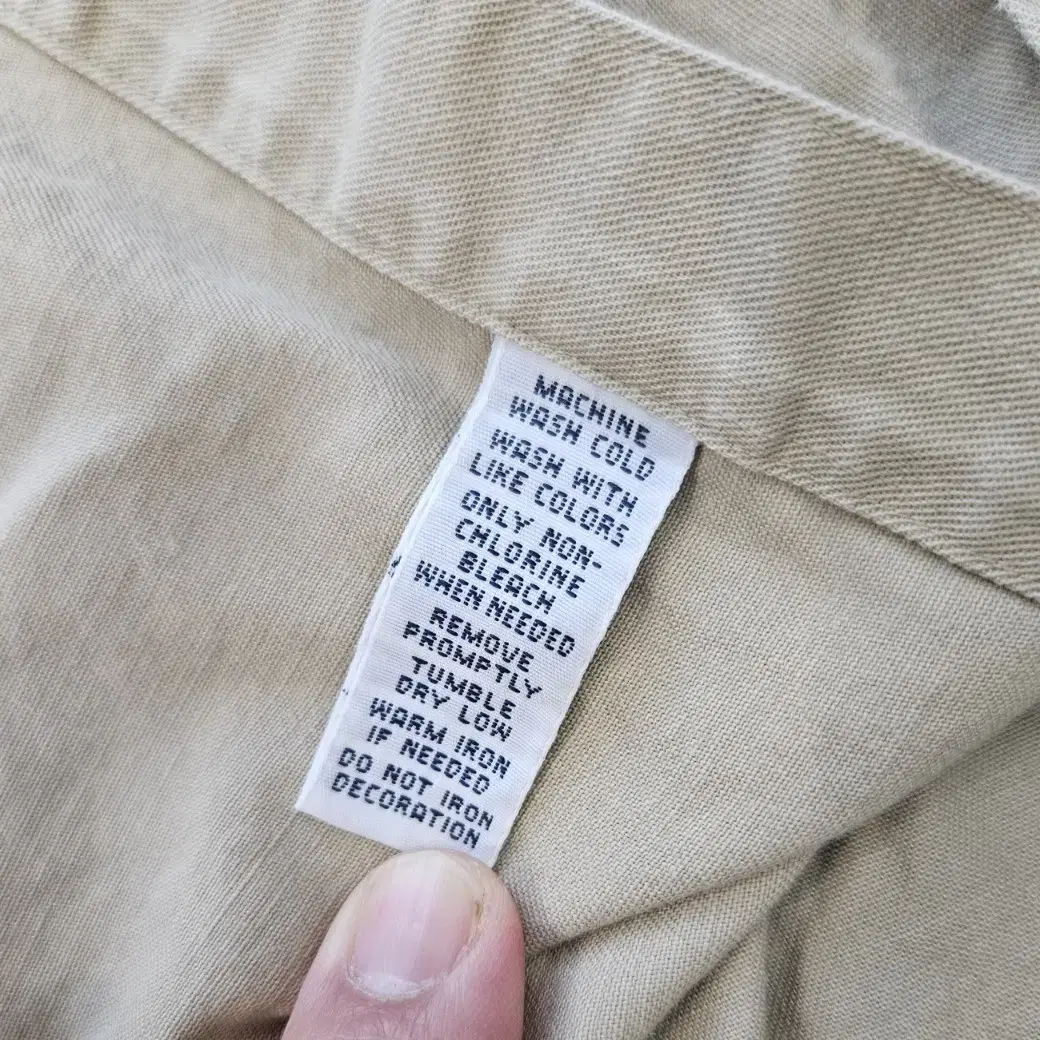 MACHINE
WASH COLD
WASH WITH
LIKE COLORS
ONLY NON-
CHLORINE
BLEACH
WHEN NEEDED
REMOVE
PROMPTLY
TUMBLE
DRY LOW
WARM IRON
IF NEEDED
DO NOT IRON
DECORATION